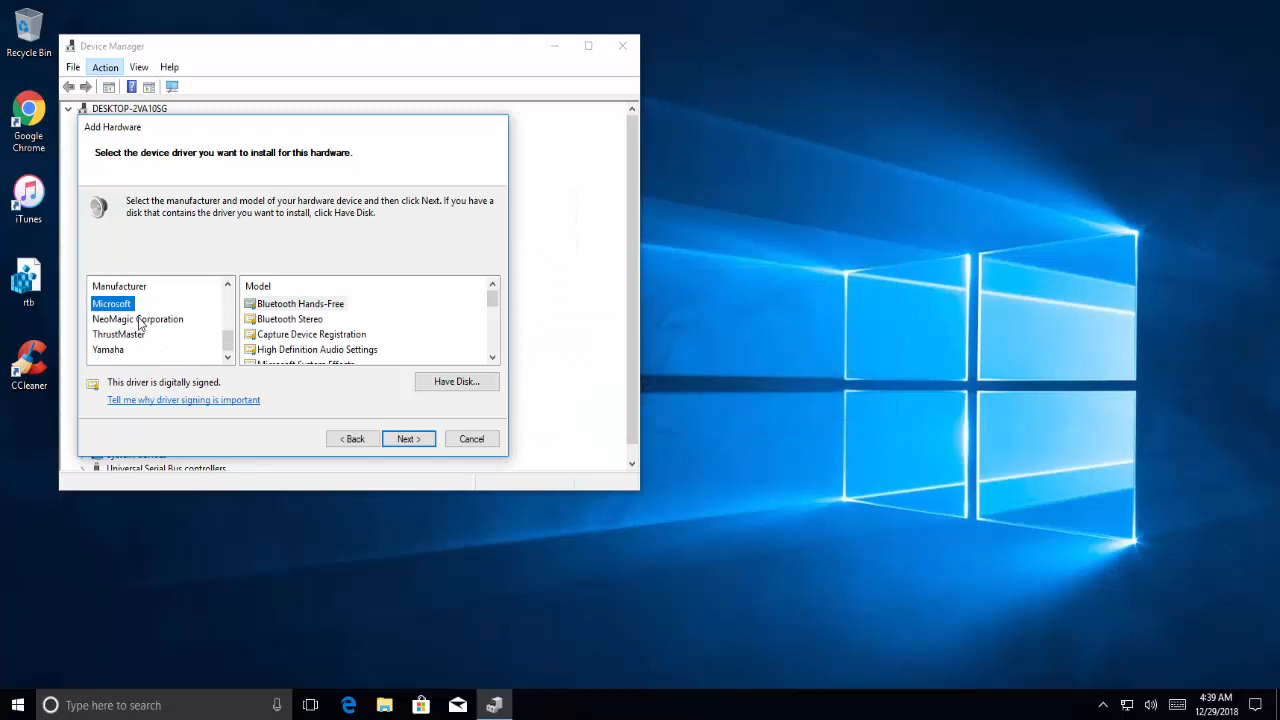 Recycle Bin
Google
Chrome
iTunes
rtb
CCleaner
Device Manager
File Action View Help
DESKTOP-2VA10SG
Add Hardware
Select the device driver you want to install for this hardware.
Select the manufacturer and model of your hardware device and then click Next. If you have a
disk that contains the driver you want to install, click Have Disk.
Manufacturer
Microsoft
NeoMagic Corporation
ThrustMaster
Yamaha
Model
Bluetooth Hands-Free
Bluetooth Stereo
Capture Device Registration
High Definition Audio Settings
Microsoft System Effects
This driver is digitally signed.
Tell me why driver signing is important
Have Disk...
< Back
Next >
Cancel
System devices
Universal Serial Bus controllers
Type here to search
4:39 AM
12/29/2018